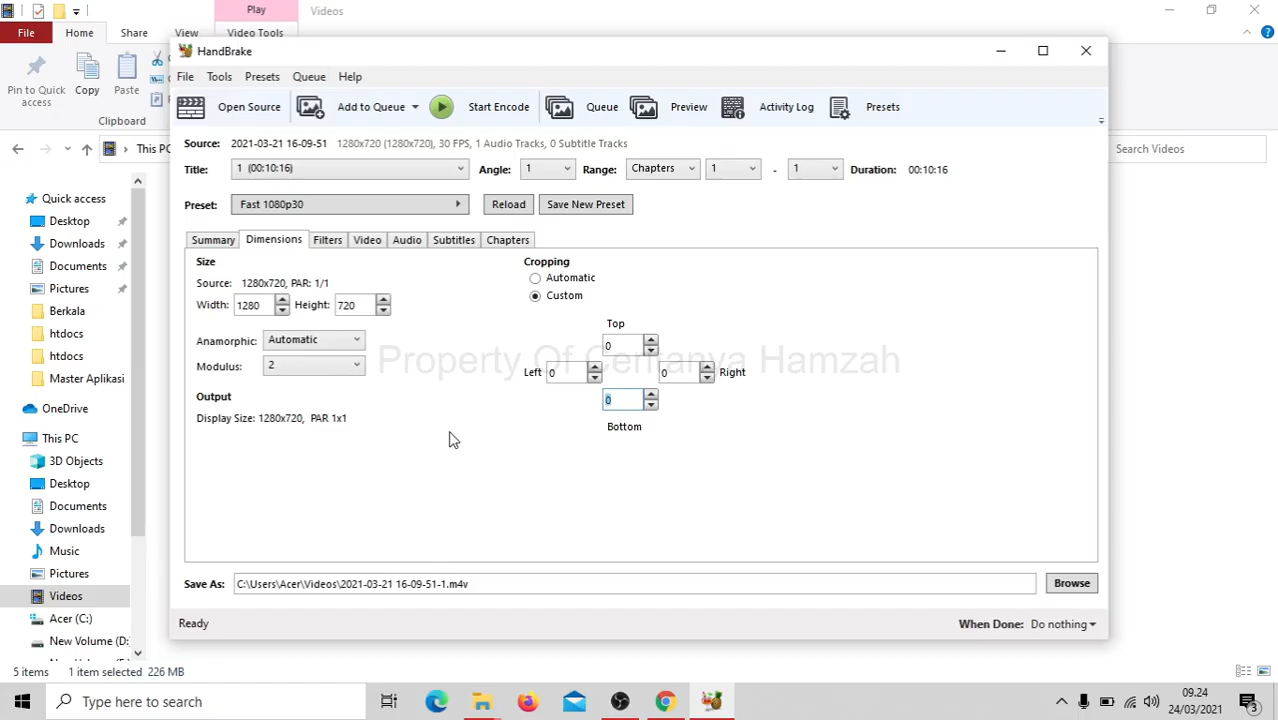 Play
Videos
File Home Share View Video Tools
Pin to Quick access
Copy
Paste
Clipboard
This PC
Search Videos
Quick access
Desktop
Downloads
Documents
Pictures
Berkala
htdocs
htdocs
Master Aplikasi
OneDrive
This PC
3D Objects
Desktop
Documents
Downloads
Music
Pictures
Videos
Acer (C:)
New Volume (D:
5 items 1 item selected 226 MB
HandBrake
File Tools Presets Queue Help
Open Source Add to Queue Start Encode Queue Preview Activity Log Presets
Source: 2021-03-21 16-09-51 1280x720 (1280x720), 30 FPS, 1 Audio Tracks, 0 Subtitle Tracks
Title: 1 (00:10:16) Angle: 1 Range: Chapters 1 - 1 Duration: 00:10:16
Preset: Fast 1080p30 Reload Save New Preset
Summary Dimensions Filters Video Audio Subtitles Chapters
Size
Source: 1280x720, PAR: 1/1
Width: 1280 Height: 720
Anamorphic: Automatic
Modulus: 2
Output
Display Size: 1280x720, PAR 1x1
Cropping
Automatic
Custom
Top
0
Left 0 0 Right
0
Bottom
Property Of Centanya Hamzah
Save As: C:\Users\Acer\Videos\2021-03-21 16-09-51-1.m4v Browse
Ready When Done: Do nothing
Type here to search
09.24
24/03/2021
3